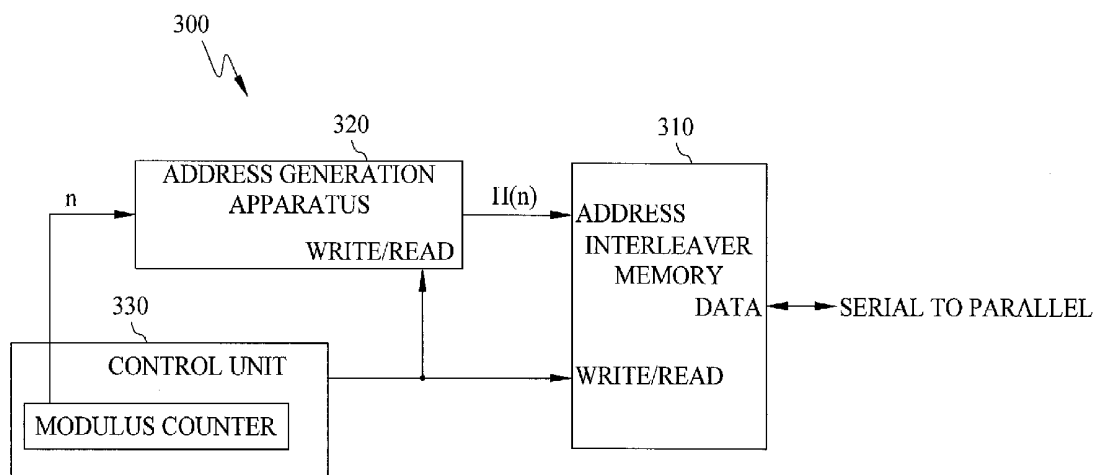 300
320
310
ADDRESS GENERATION
APPARATUS
WRITE/READ
n
Π(n)
ADDRESS
INTERLEAVER
MEMORY
DATA
SERIAL TO PARALLEL
330
CONTROL UNIT
WRITE/READ
MODULUS COUNTER